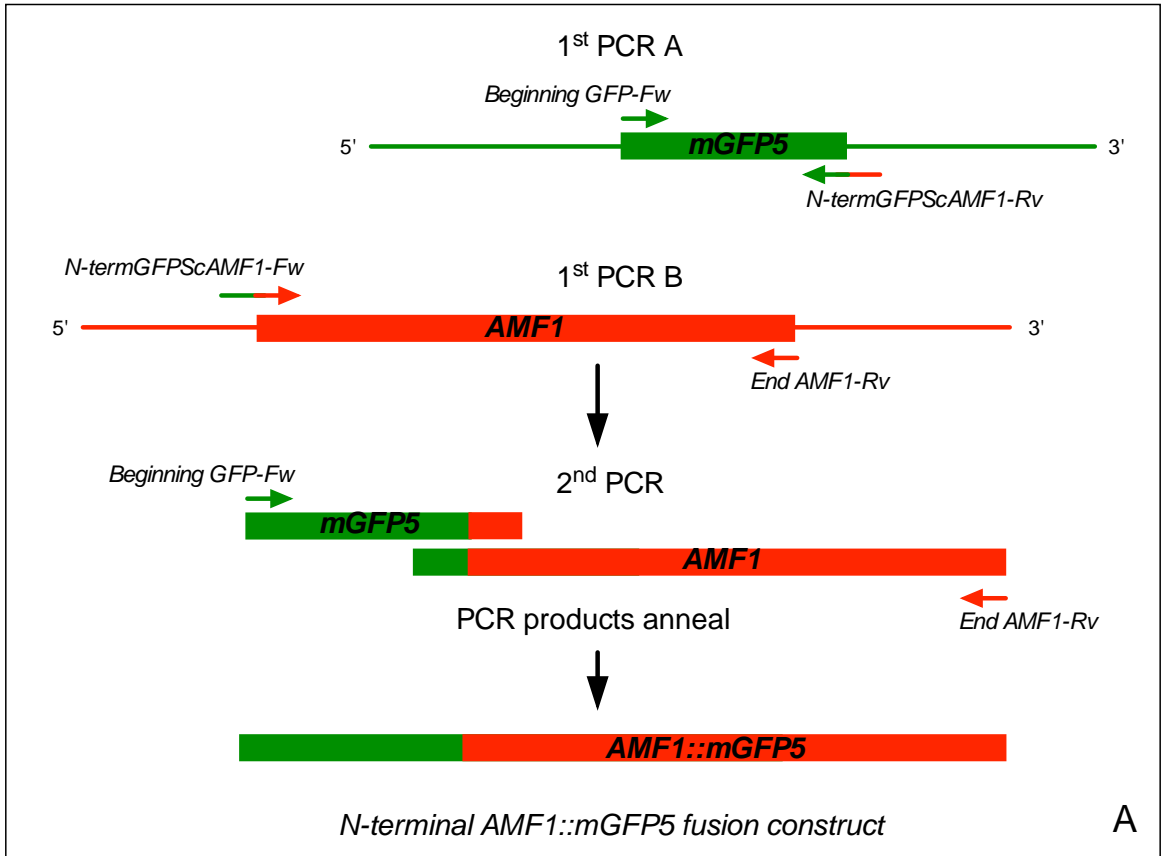 1st PCR A
Beginning GFP-Fw
5'
mGFP5
3'
N-termGFPScAMF1-Rv
N-termGFPScAMF1-Fw
1st PCR B
5'
AMF1
3'
End AMF1-Rv
Beginning GFP-Fw
2nd PCR
mGFP5
AMF1
PCR products anneal
End AMF1-Rv
AMF1::mGFP5
N-terminal AMF1::mGFP5 fusion construct
A